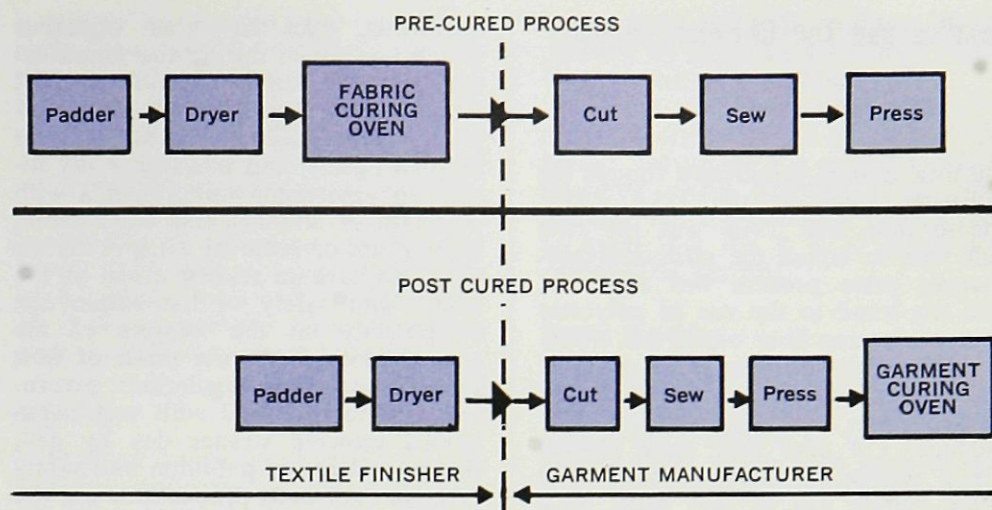 PRE-CURED PROCESS
Padder
Dryer
FABRIC
CURING
OVEN
Cut
Sew
Press
POST CURED PROCESS
Padder
Dryer
Cut
Sew
Press
GARMENT
CURING
OVEN
TEXTILE FINISHER
GARMENT MANUFACTURER